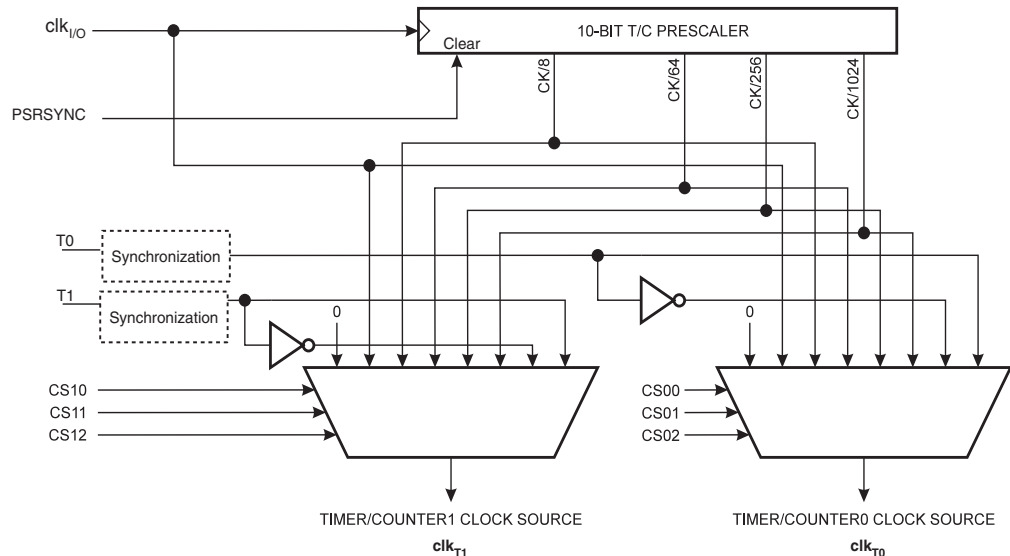 clkI/O
10-BIT T/C PRESCALER
Clear
CK/8
CK/64
CK/256
CK/1024
PSRSYNC
T0
Synchronization
T1
Synchronization
0
0
CS10
CS11
CS12
CS00
CS01
CS02
TIMER/COUNTER1 CLOCK SOURCE
clkT1
TIMER/COUNTER0 CLOCK SOURCE
clkT0